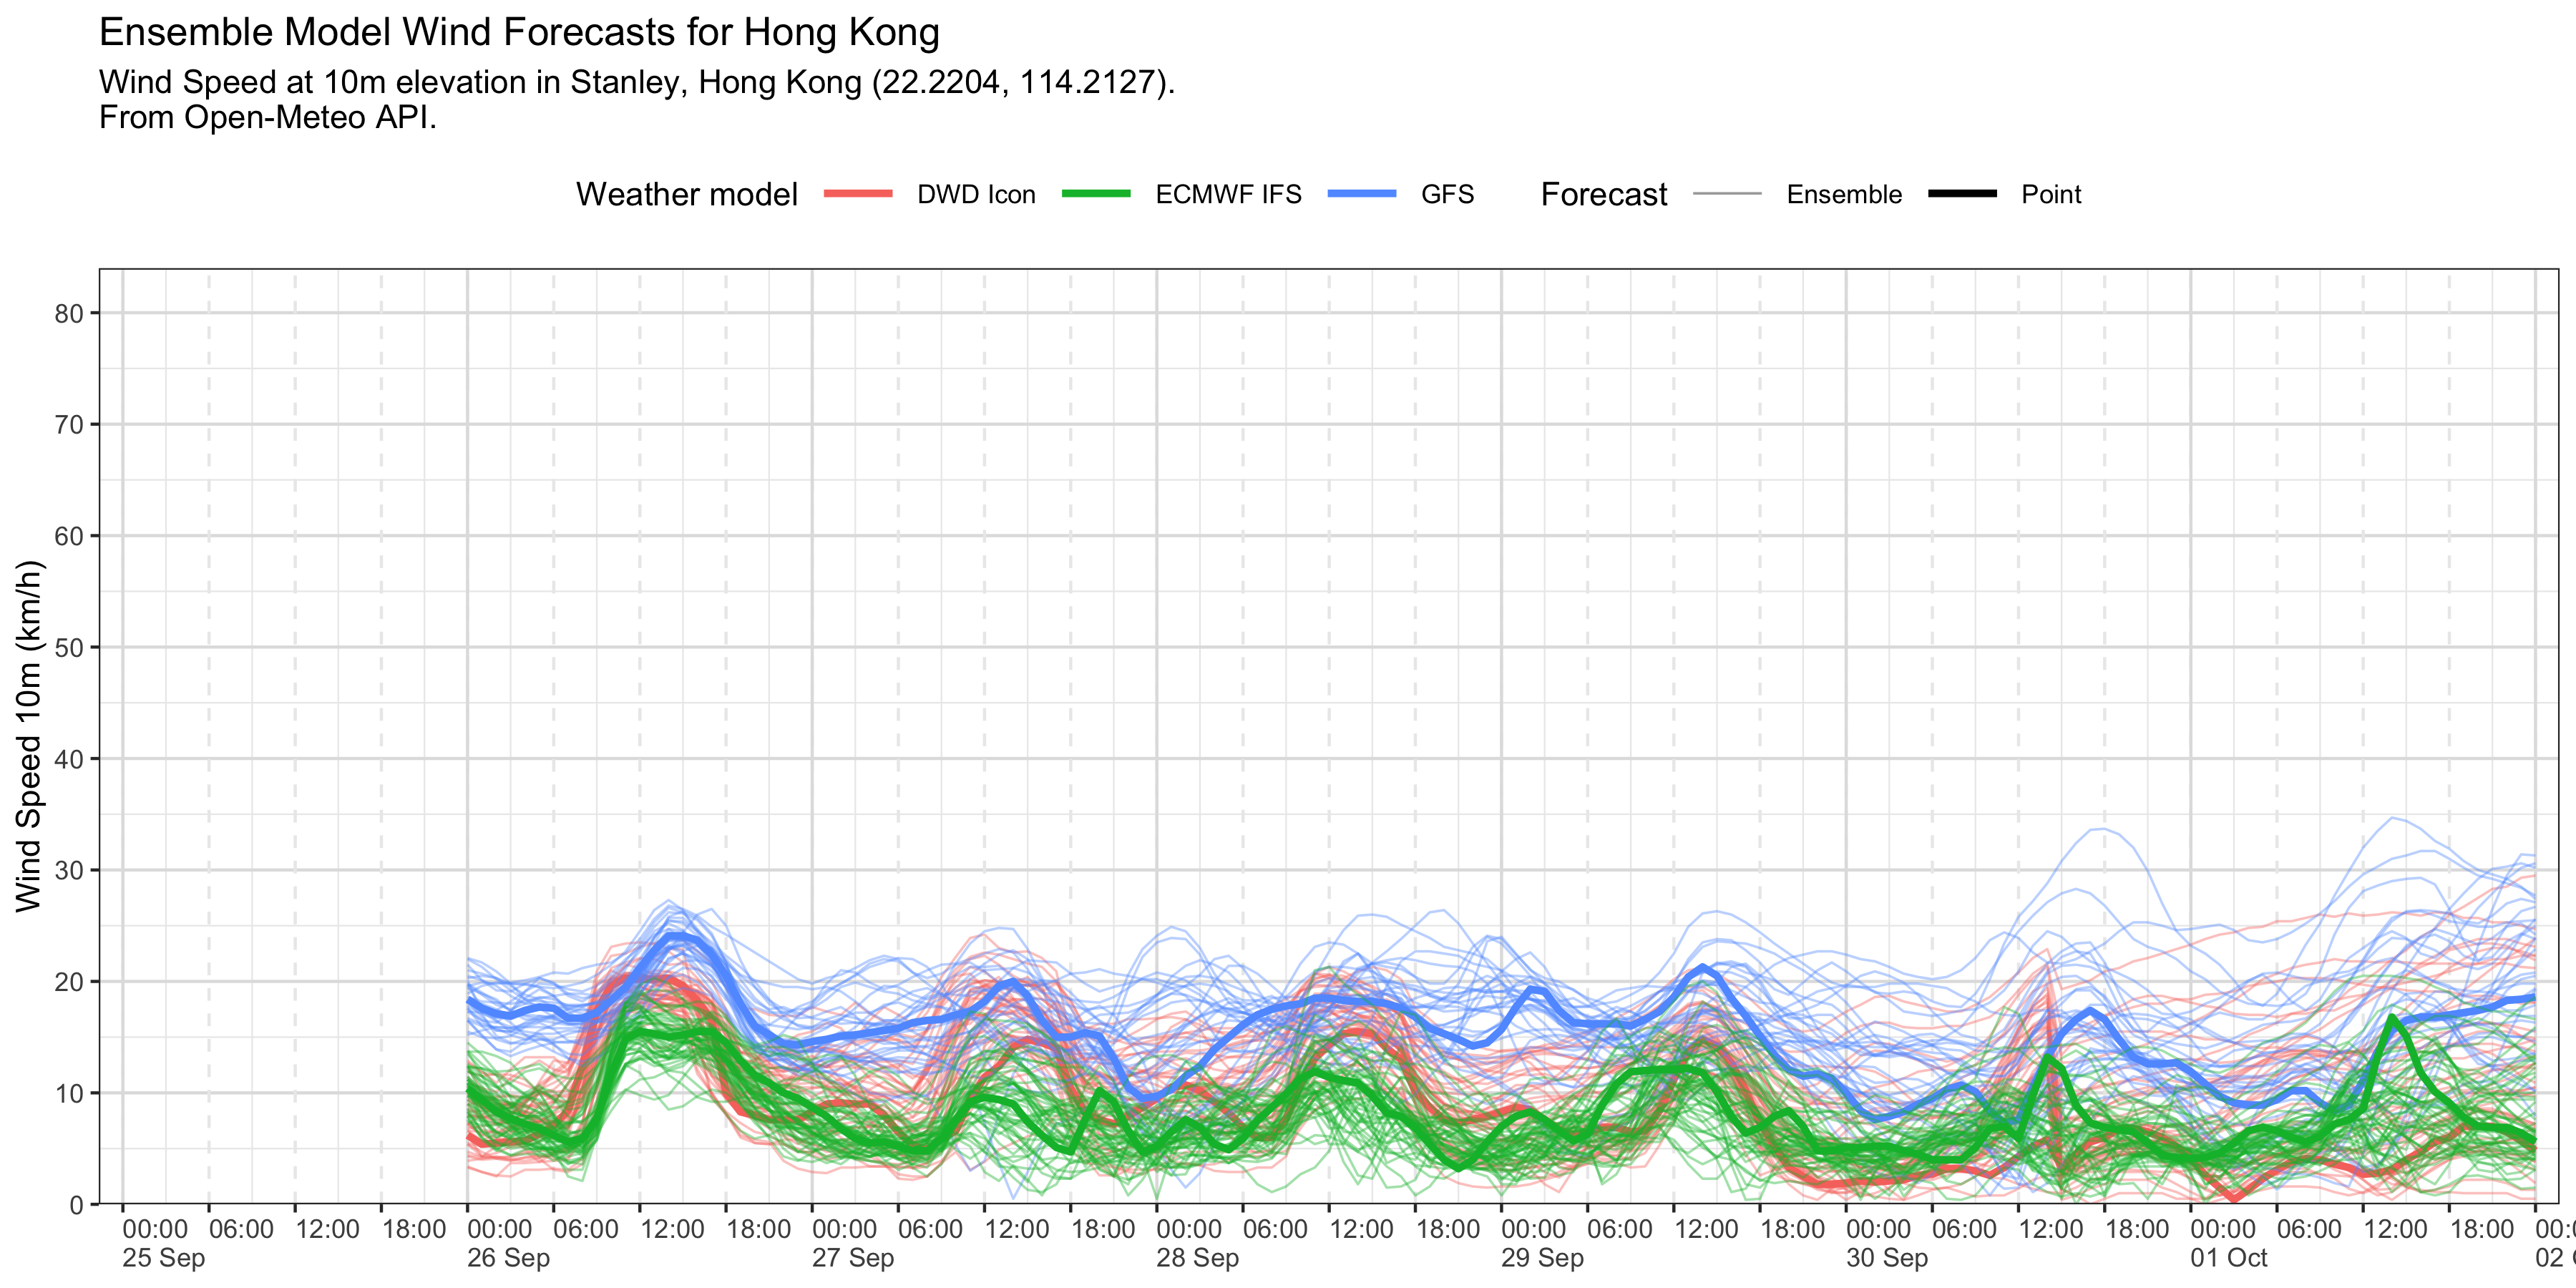 Ensemble Model Wind Forecasts for Hong Kong
Wind Speed at 10m elevation in Stanley, Hong Kong (22.2204, 114.2127).
From Open-Meteo API.
Weather model DWD Icon ECMWF IFS GFS Forecast Ensemble Point
Wind Speed 10m (km/h)
80
70
60
50
40
30
20
10
0
00:00 06:00 12:00 18:00 00:00 06:00 12:00 18:00 00:00 06:00 12:00 18:00 00:00 06:00 12:00 18:00 00:00 06:00 12:00 18:00 00:00 06:00 12:00 18:00 00:00 06:00 12:00 18:00
25 Sep 26 Sep 27 Sep 28 Sep 29 Sep 30 Sep 01 Oct 02